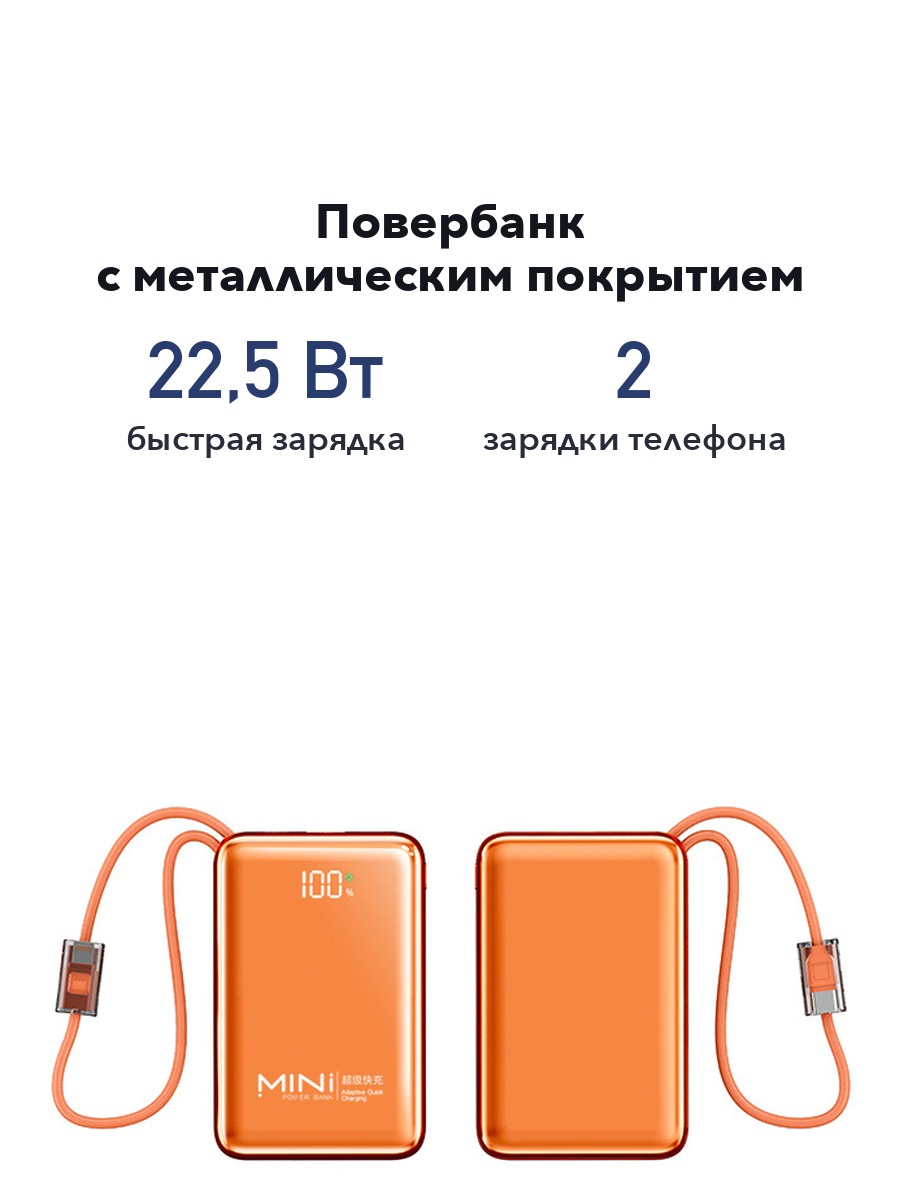 Повербанк
с металлическим покрытием
22,5 Вт
2
быстрая зарядка
зарядки телефона
100%
MINi
POWER BANK
超级快充
Adaptive Quick
Charging